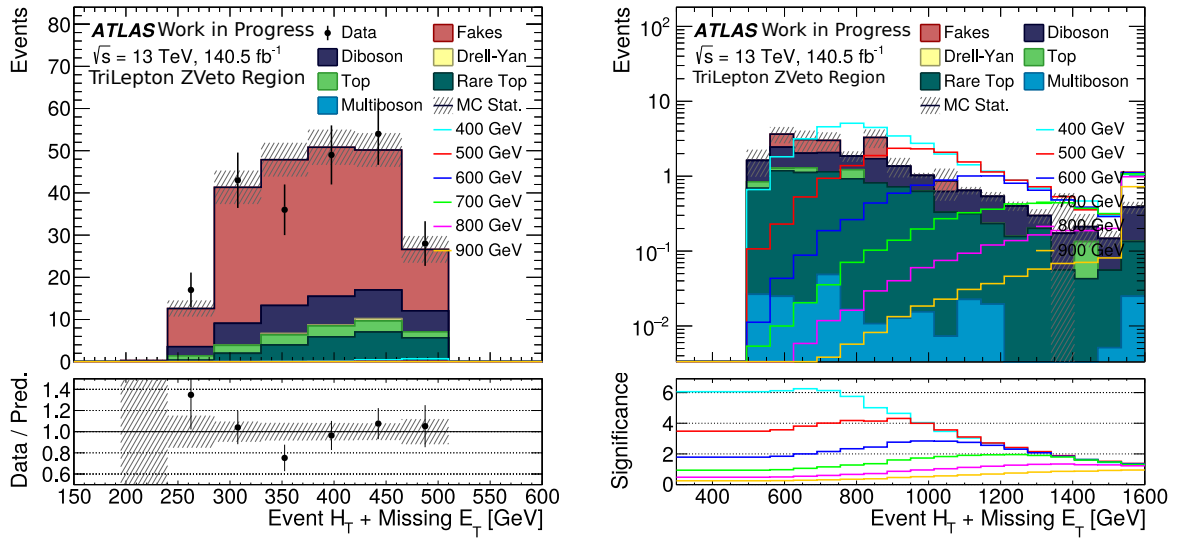 Events
80
70
60
50
40
30
20
10
0
ATLAS Work in Progress
√s = 13 TeV, 140.5 fb⁻¹
TriLepton ZVeto Region
Data
Fakes
Diboson
Drell-Yan
Top
Rare Top
Multiboson
MC Stat.
400 GeV
500 GeV
600 GeV
700 GeV
800 GeV
900 GeV
Data / Pred.
1.4
1.2
1.0
0.8
0.6
150 200 250 300 350 400 450 500 550 600
Event H_T + Missing E_T [GeV]
Events
10²
10
1
10⁻¹
10⁻²
ATLAS Work in Progress
√s = 13 TeV, 140.5 fb⁻¹
TriLepton ZVeto Region
Fakes
Diboson
Drell-Yan
Top
Rare Top
Multiboson
MC Stat.
400 GeV
500 GeV
600 GeV
700 GeV
800 GeV
900 GeV
Significance
6
4
2
0
400 600 800 1000 1200 1400 1600
Event H_T + Missing E_T [GeV]